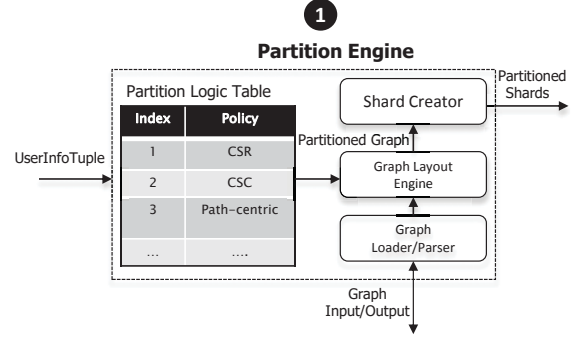 1
Partition Engine
Partition Logic Table
Index Policy
1 CSR
2 CSC
3 Path-centric
... ....
UserInfoTuple
Shard Creator
Partitioned
Shards
Partitioned Graph
Graph Layout
Engine
Graph
Loader/Parser
Graph
Input/Output